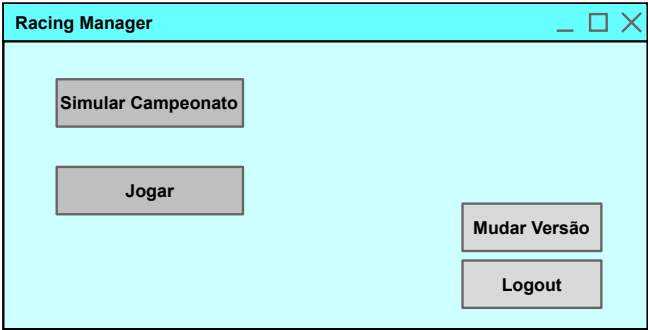 Racing Manager
Simular Campeonato
Jogar
Mudar Versão
Logout